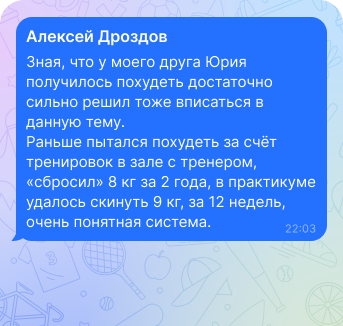 Алексей Дроздов
Зная, что у моего друга Юрия
получилось похудеть достаточно
сильно решил тоже вписаться в
данную тему.
Раньше пытался похудеть за счёт
тренировок в зале с тренером,
«сбросил» 8 кг за 2 года, в практикуме
удалось скинуть 9 кг, за 12 недель,
очень понятная система.
22:03